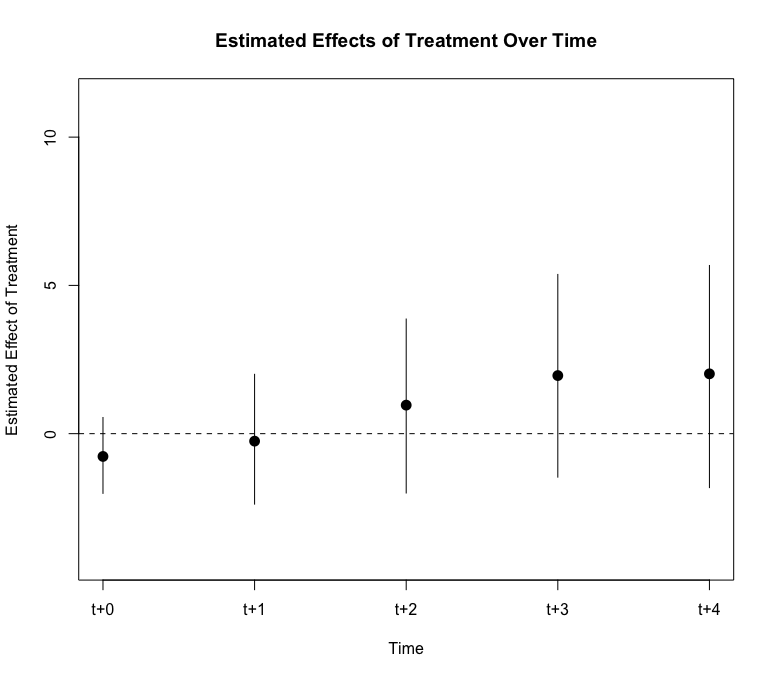 Estimated Effects of Treatment Over Time
Estimated Effect of Treatment
10
5
0
t+0 t+1 t+2 t+3 t+4
Time